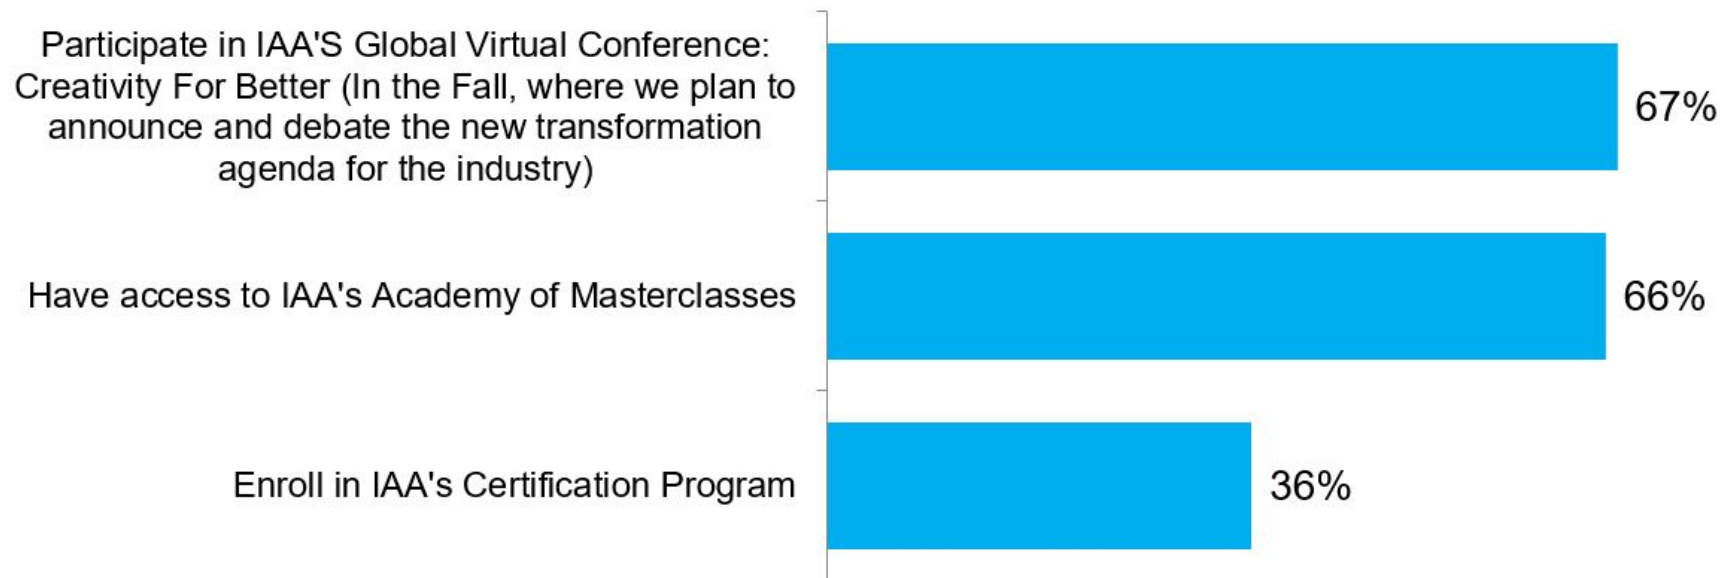 Participate in IAA'S Global Virtual Conference:
Creativity For Better (In the Fall, where we plan to
announce and debate the new transformation
agenda for the industry)
67%
Have access to IAA's Academy of Masterclasses
66%
Enroll in IAA's Certification Program
36%